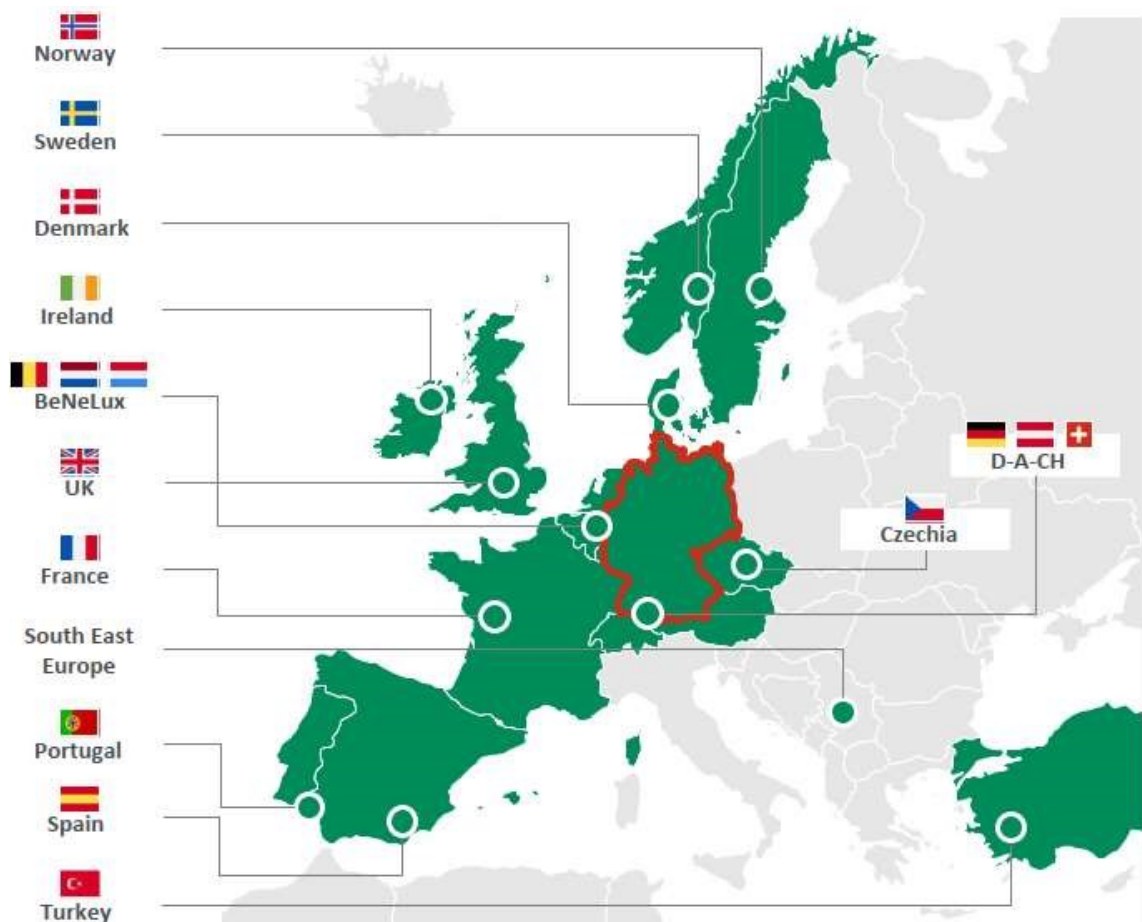 Norway
Sweden
Denmark
Ireland
BeNeLux
UK
France
South East
Europe
Portugal
Spain
Turkey
D-A-CH
Czechia